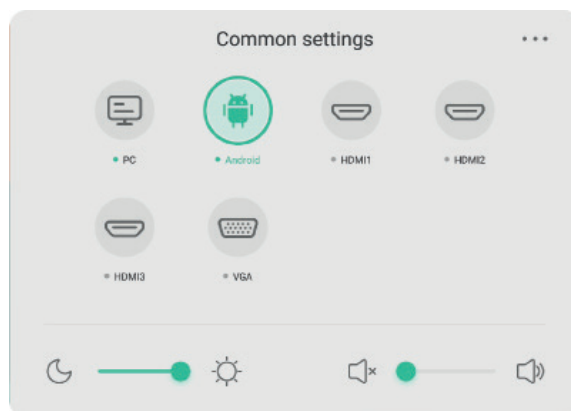 Common settings
PC
Android
HDMI1
HDMI2
HDMI3
VGA